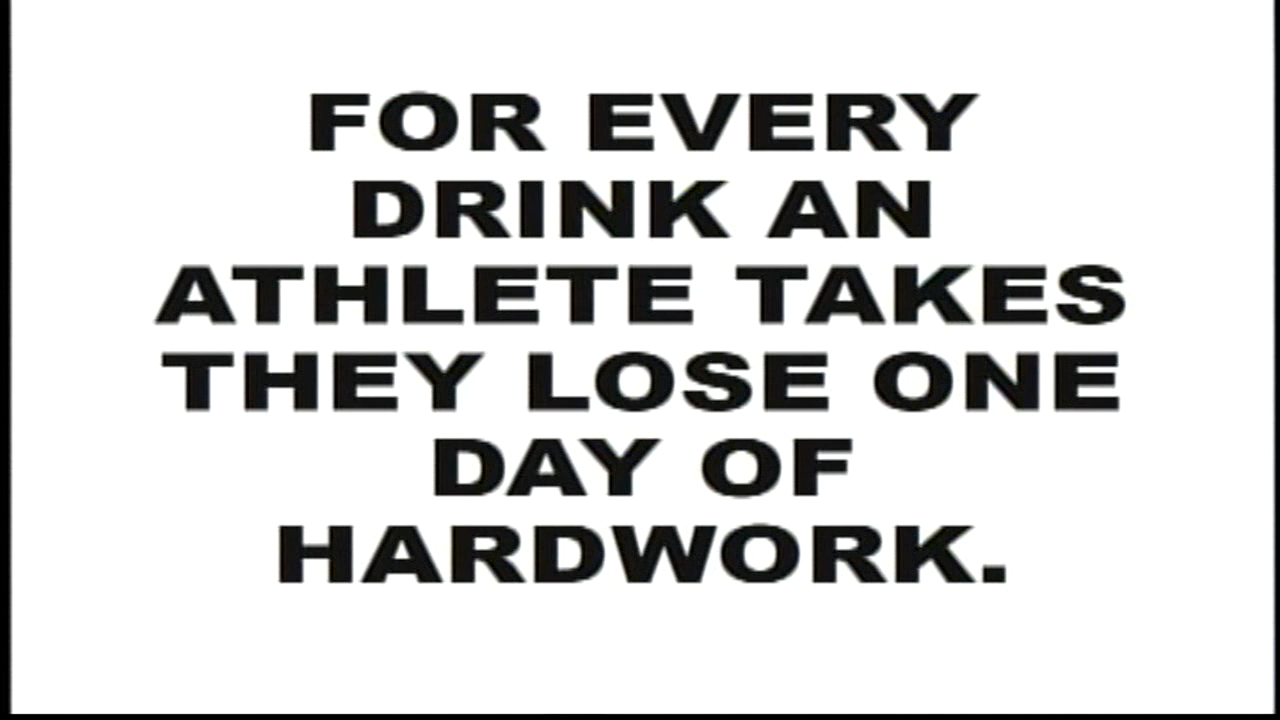 FOR EVERY
DRINK AN
ATHLETE TAKES
THEY LOSE ONE
DAY OF
HARDWORK.